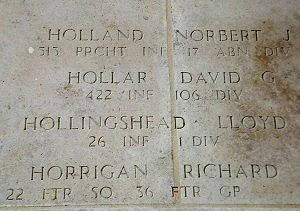 HOLLAND NORBERT J
515 PRCHT INF 17 ABN DIV
HOLLAR DAVID G
422 INF 106 DIV
HOLLINGSHEAD LLOYD
26 INF 1 DIV
HORRIGAN RICHARD
22 FTR SQ 36 FTR GP